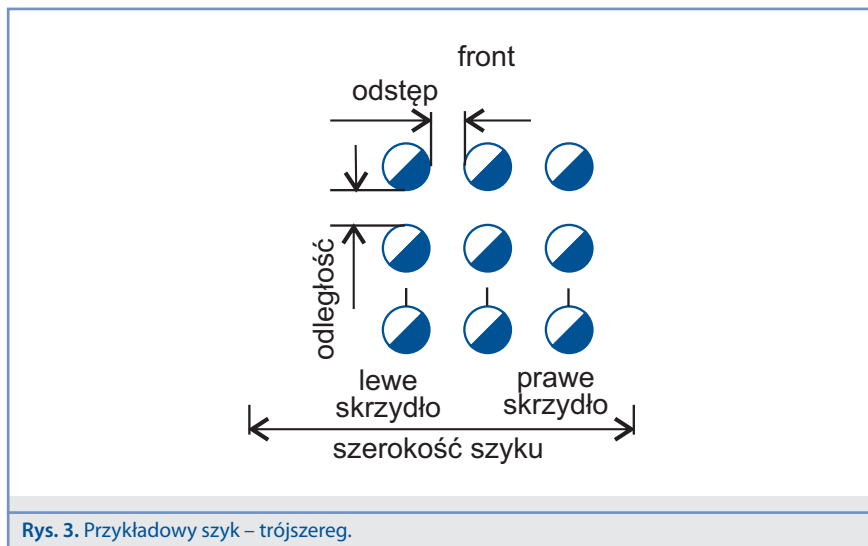 front
odstęp
odległość
lewe
skrzydło
prawe
skrzydło
szerokość szyku
Rys. 3. Przykładowy szyk – trójszereg.